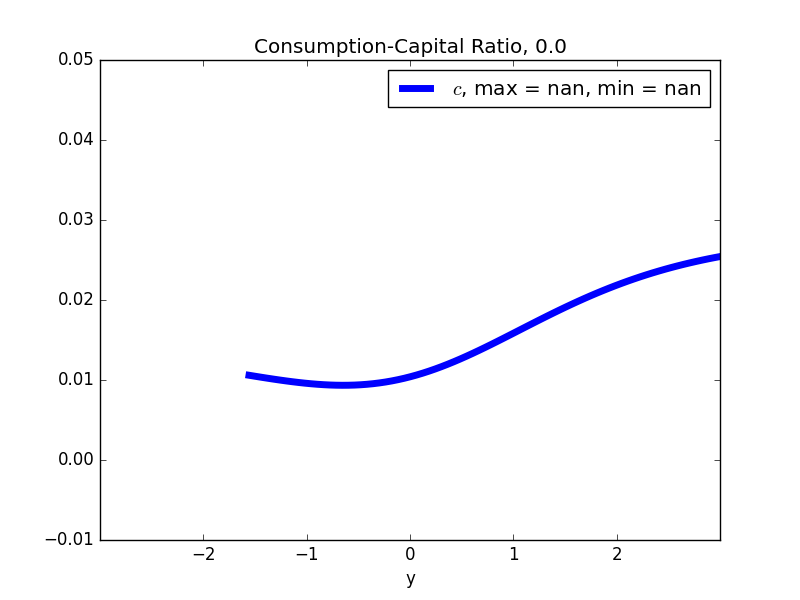 Consumption-Capital Ratio, 0.0
c, max = nan, min = nan
0.05
0.04
0.03
0.02
0.01
0.00
−0.01
−2 −1 0 1 2
y